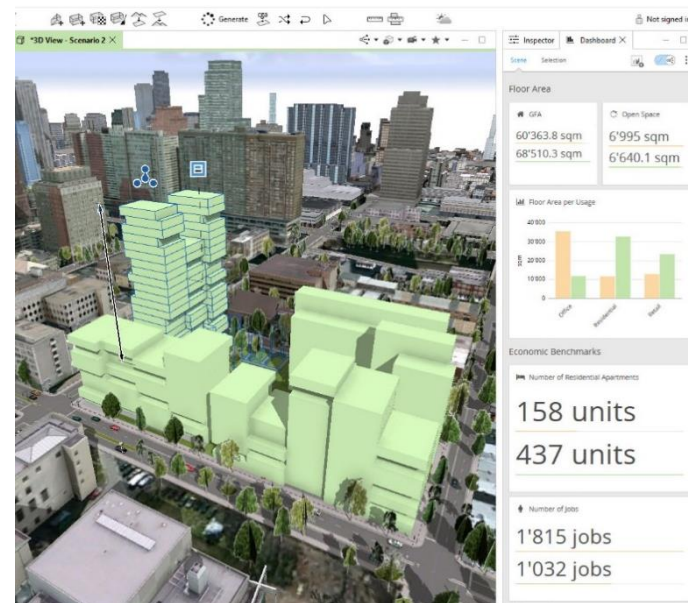 Generate
Not signed in
*3D View - Scenario 2
Inspector
Dashboard
Scene
Selection
Floor Area
GFA
60'363.8 sqm
68'510.3 sqm
Open Space
6'995 sqm
6'640.1 sqm
Floor Area per Usage
40'000
30'000
20'000
10'000
0
sqm
Office
Residential
Retail
Economic Benchmarks
Number of Residential Apartments
158 units
437 units
Number of Jobs
1'815 jobs
1'032 jobs